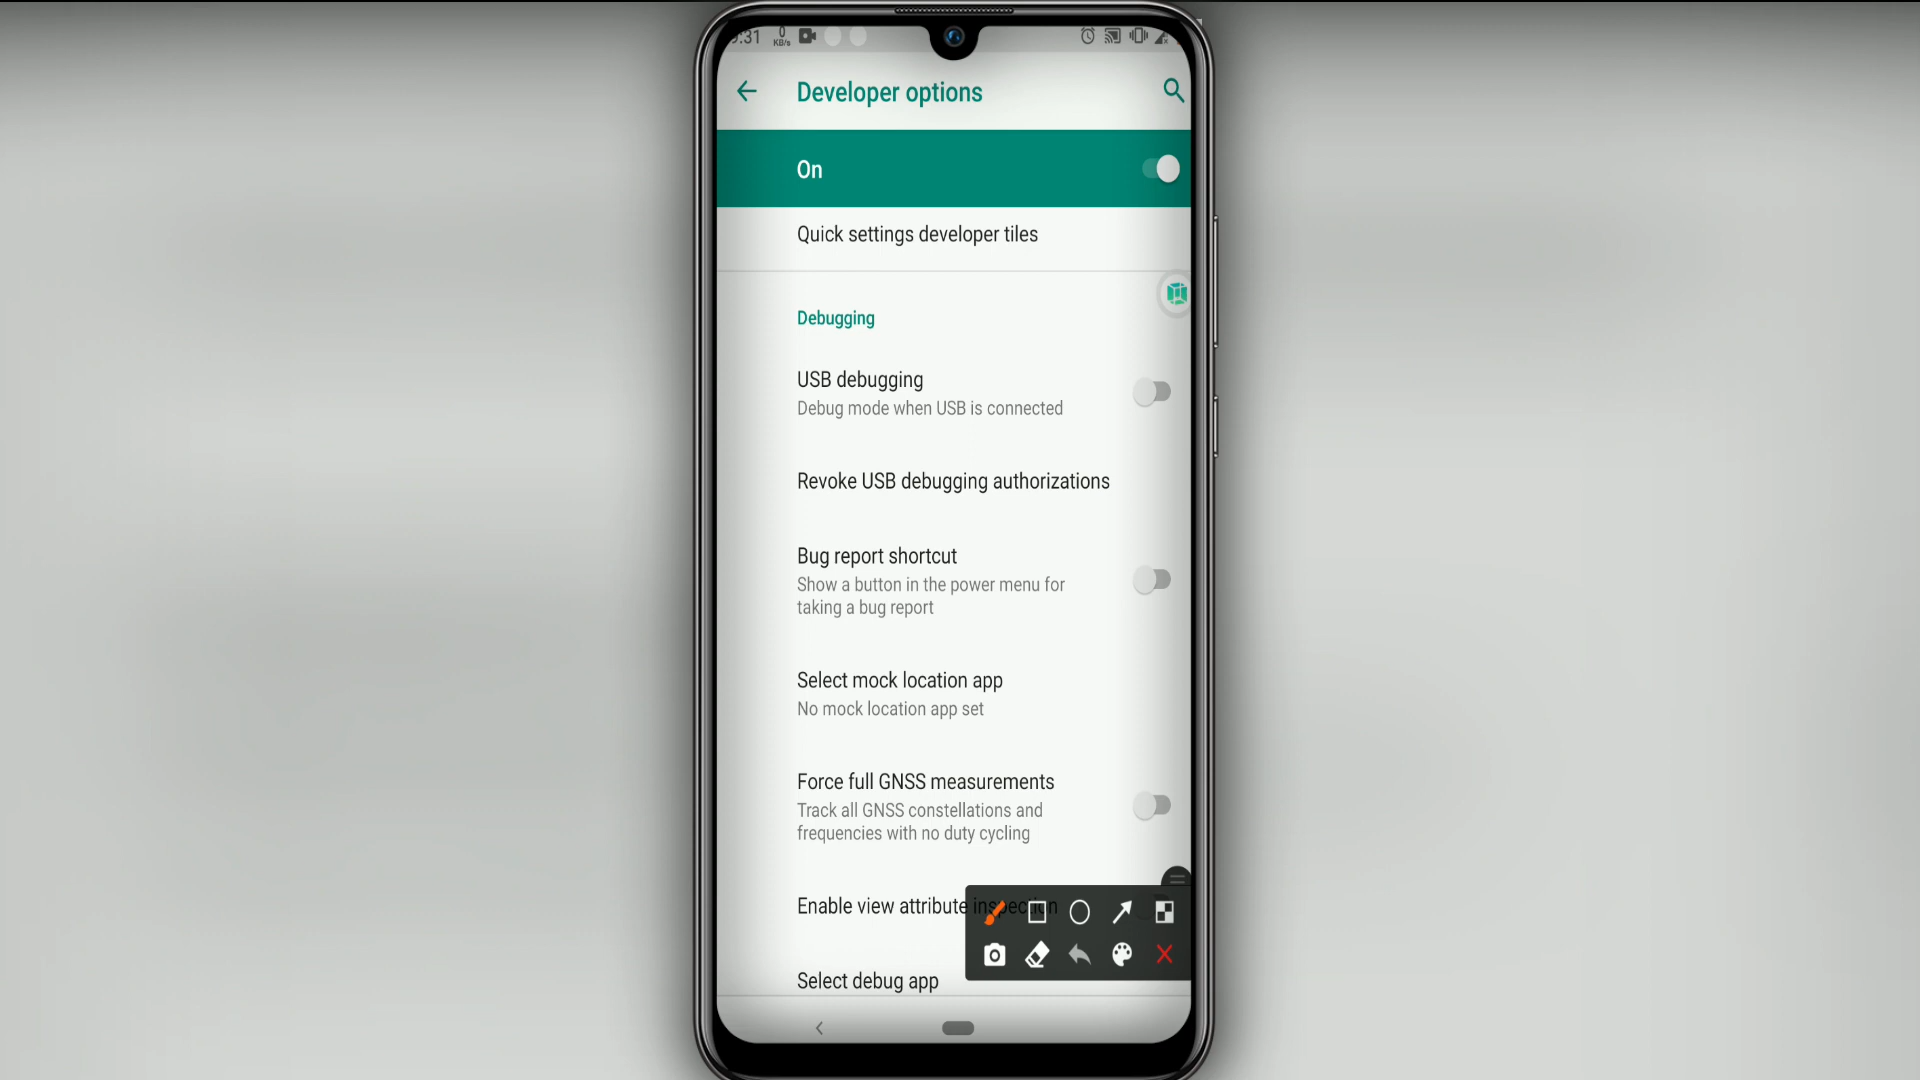 :31 0 KB/s
Developer options
On
Quick settings developer tiles
Debugging
USB debugging
Debug mode when USB is connected
Revoke USB debugging authorizations
Bug report shortcut
Show a button in the power menu for
taking a bug report
Select mock location app
No mock location app set
Force full GNSS measurements
Track all GNSS constellations and
frequencies with no duty cycling
Enable view attribute inspection
Select debug app